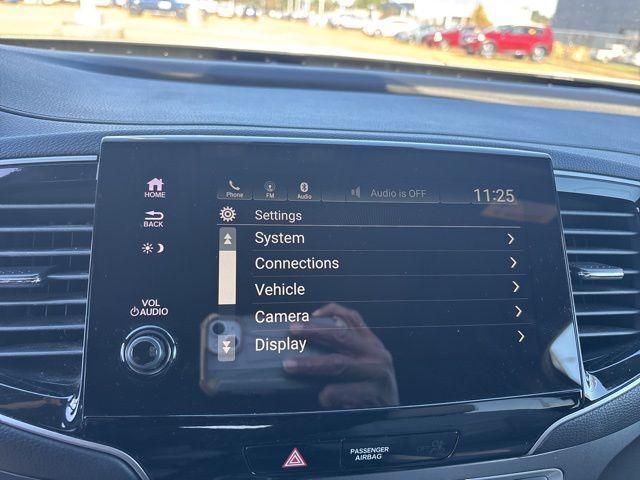 HOME
BACK
VOL
AUDIO
Phone FM Audio Audio is OFF 11:25
Settings
System
Connections
Vehicle
Camera
Display
PASSENGER
AIRBAG